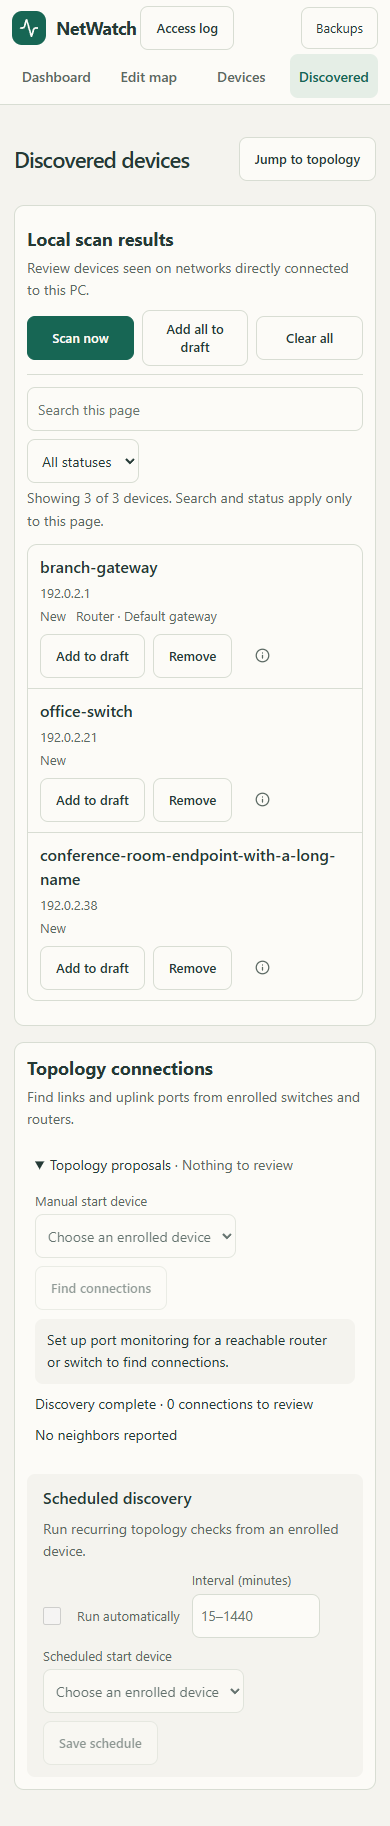 NetWatch
Access log
Backups
Dashboard
Edit map
Devices
Discovered
Discovered devices
Jump to topology
Local scan results
Review devices seen on networks directly connected
to this PC.
Scan now
Add all to
draft
Clear all
Search this page
All statuses
Showing 3 of 3 devices. Search and status apply only
to this page.
branch-gateway
192.0.2.1
New Router · Default gateway
Add to draft
Remove
office-switch
192.0.2.21
New
Add to draft
Remove
conference-room-endpoint-with-a-long-
name
192.0.2.38
New
Add to draft
Remove
Topology connections
Find links and uplink ports from enrolled switches and
routers.
▼ Topology proposals · Nothing to review
Manual start device
Choose an enrolled device
Find connections
Set up port monitoring for a reachable router
or switch to find connections.
Discovery complete · 0 connections to review
No neighbors reported
Scheduled discovery
Run recurring topology checks from an enrolled
device.
Interval (minutes)
Run automatically
15–1440
Scheduled start device
Choose an enrolled device
Save schedule